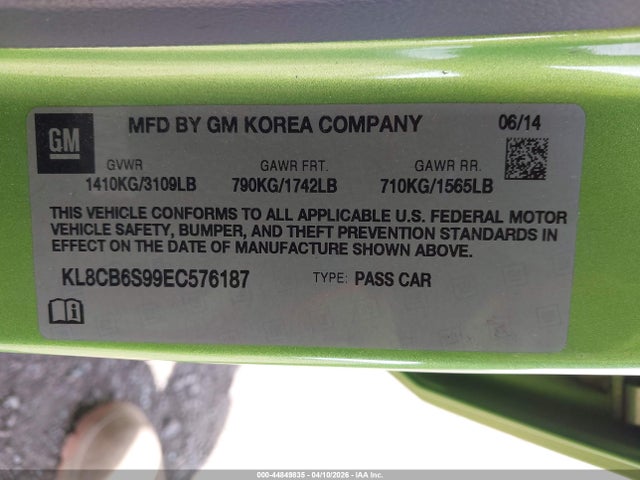 GM
MFD BY GM KOREA COMPANY
06/14
GVWR
GAWR FRT.
GAWR RR.
1410KG/3109LB
790KG/1742LB
710KG/1565LB
THIS VEHICLE CONFORMS TO ALL APPLICABLE U.S. FEDERAL MOTOR
VEHICLE SAFETY, BUMPER, AND THEFT PREVENTION STANDARDS IN
EFFECT ON THE DATE OF MANUFACTURE SHOWN ABOVE.
KL8CB6S99EC576187
TYPE: PASS CAR
000-44849835 - 04/10/2026 - IAA Inc.